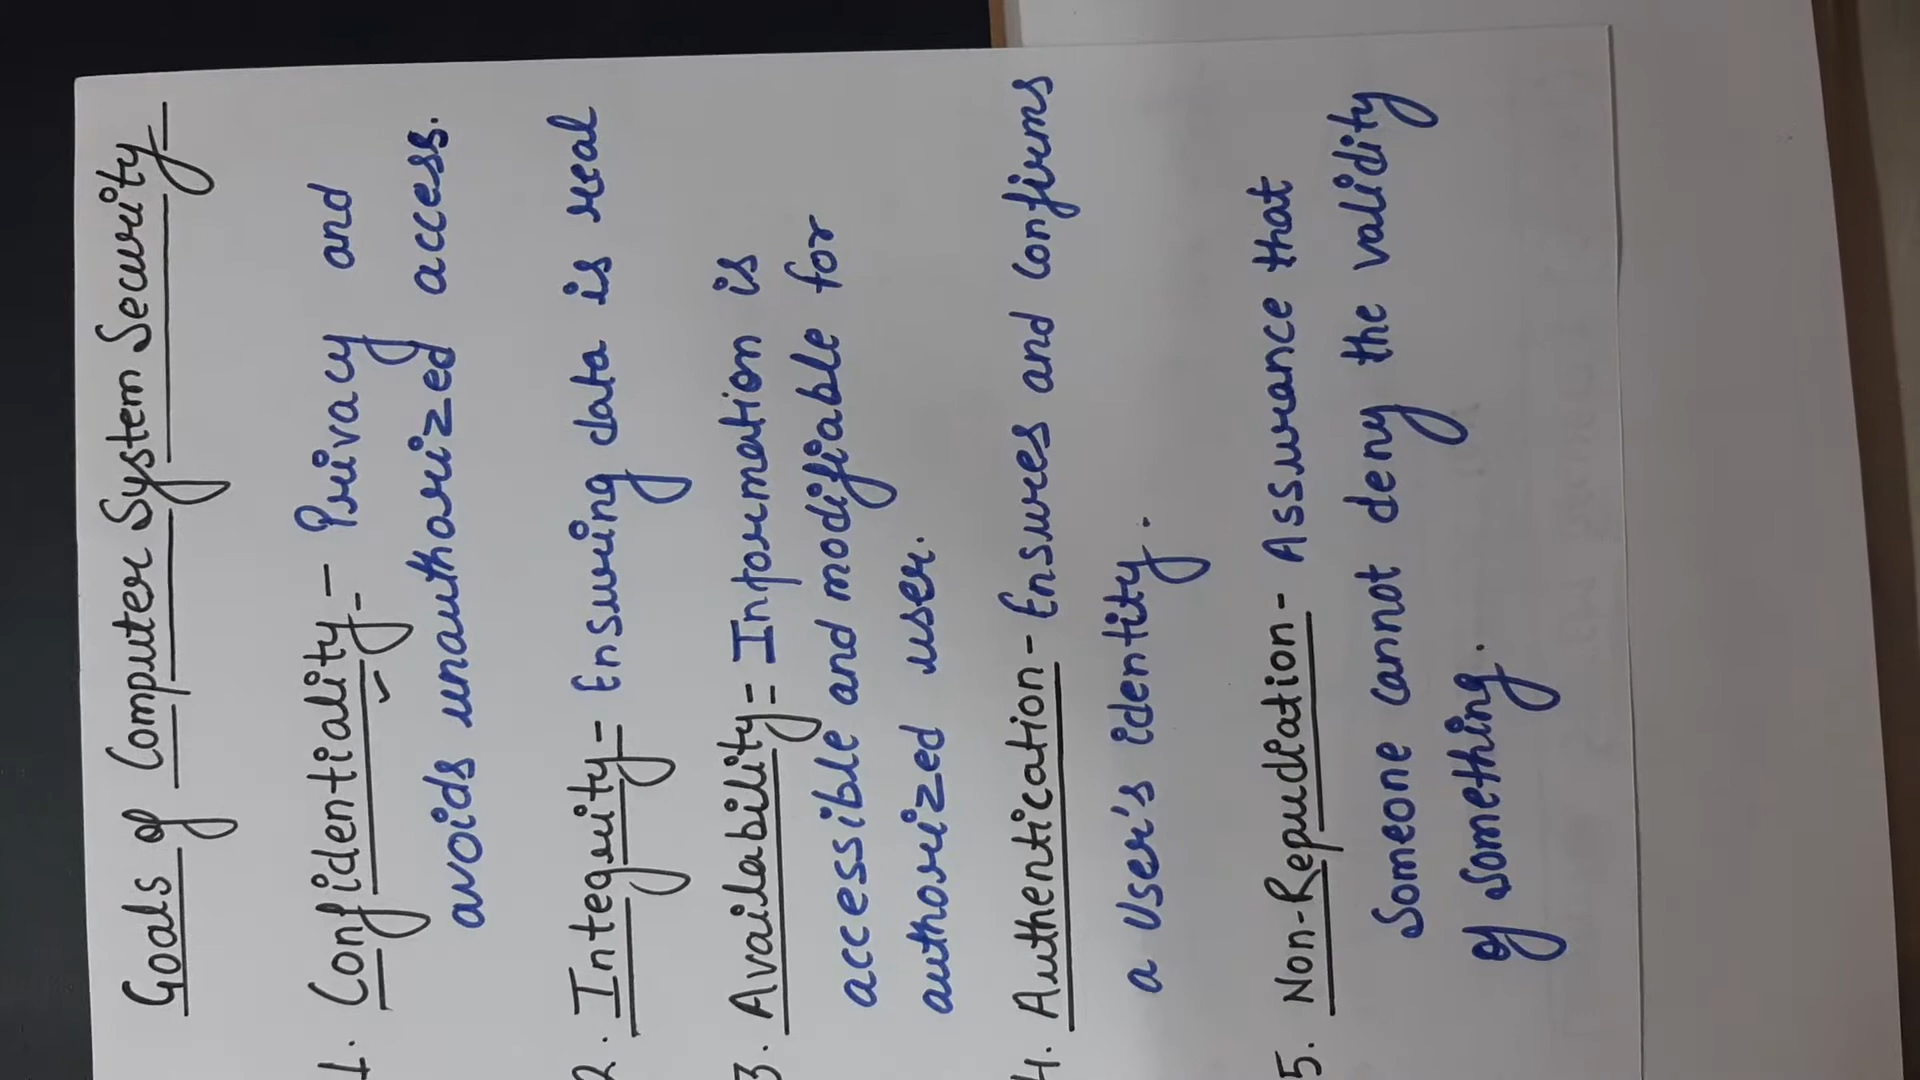 Goals of Computer System Security
1. Confidentiality - Privacy and
avoids unauthorized access.
2. Integrity = Ensuring data is real
3. Availability = Information is
accessible and modifiable for
authorized user.
4. Authentication - Ensures and Confirms
a User's identity.
5. Non-Repudiation - Assurance that
Someone cannot deny the validity
of something.